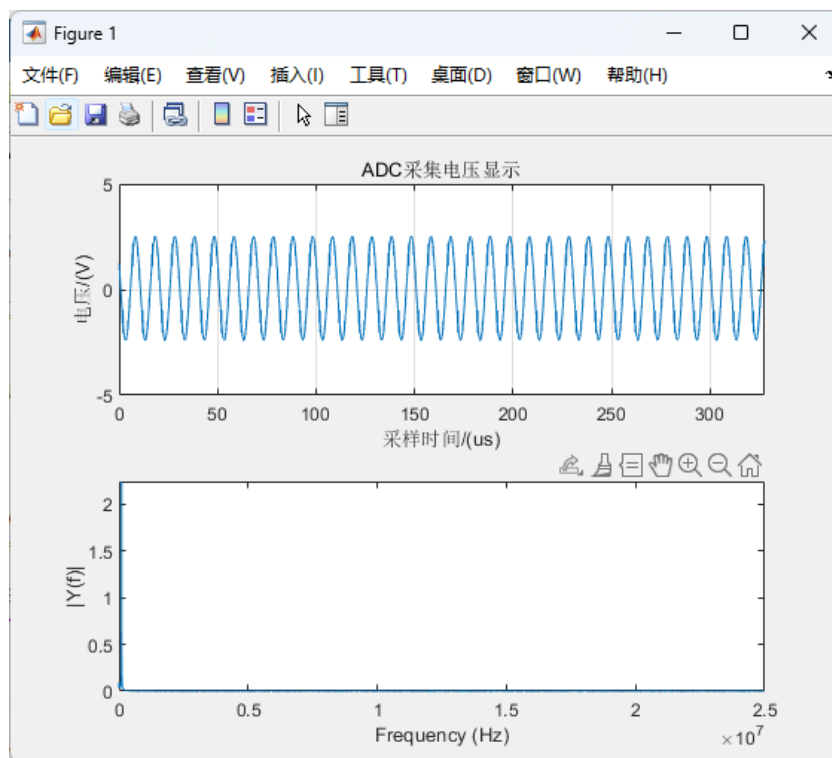 Figure 1
文件(F) 编辑(E) 查看(V) 插入(I) 工具(T) 桌面(D) 窗口(W) 帮助(H)
ADC采集电压显示
5
0
-5
电压/(V)
0 50 100 150 200 250 300
采样时间/(us)
2
1.5
1
0.5
0
|Y(f)|
0 0.5 1 1.5 2 2.5
Frequency (Hz)
×10^7